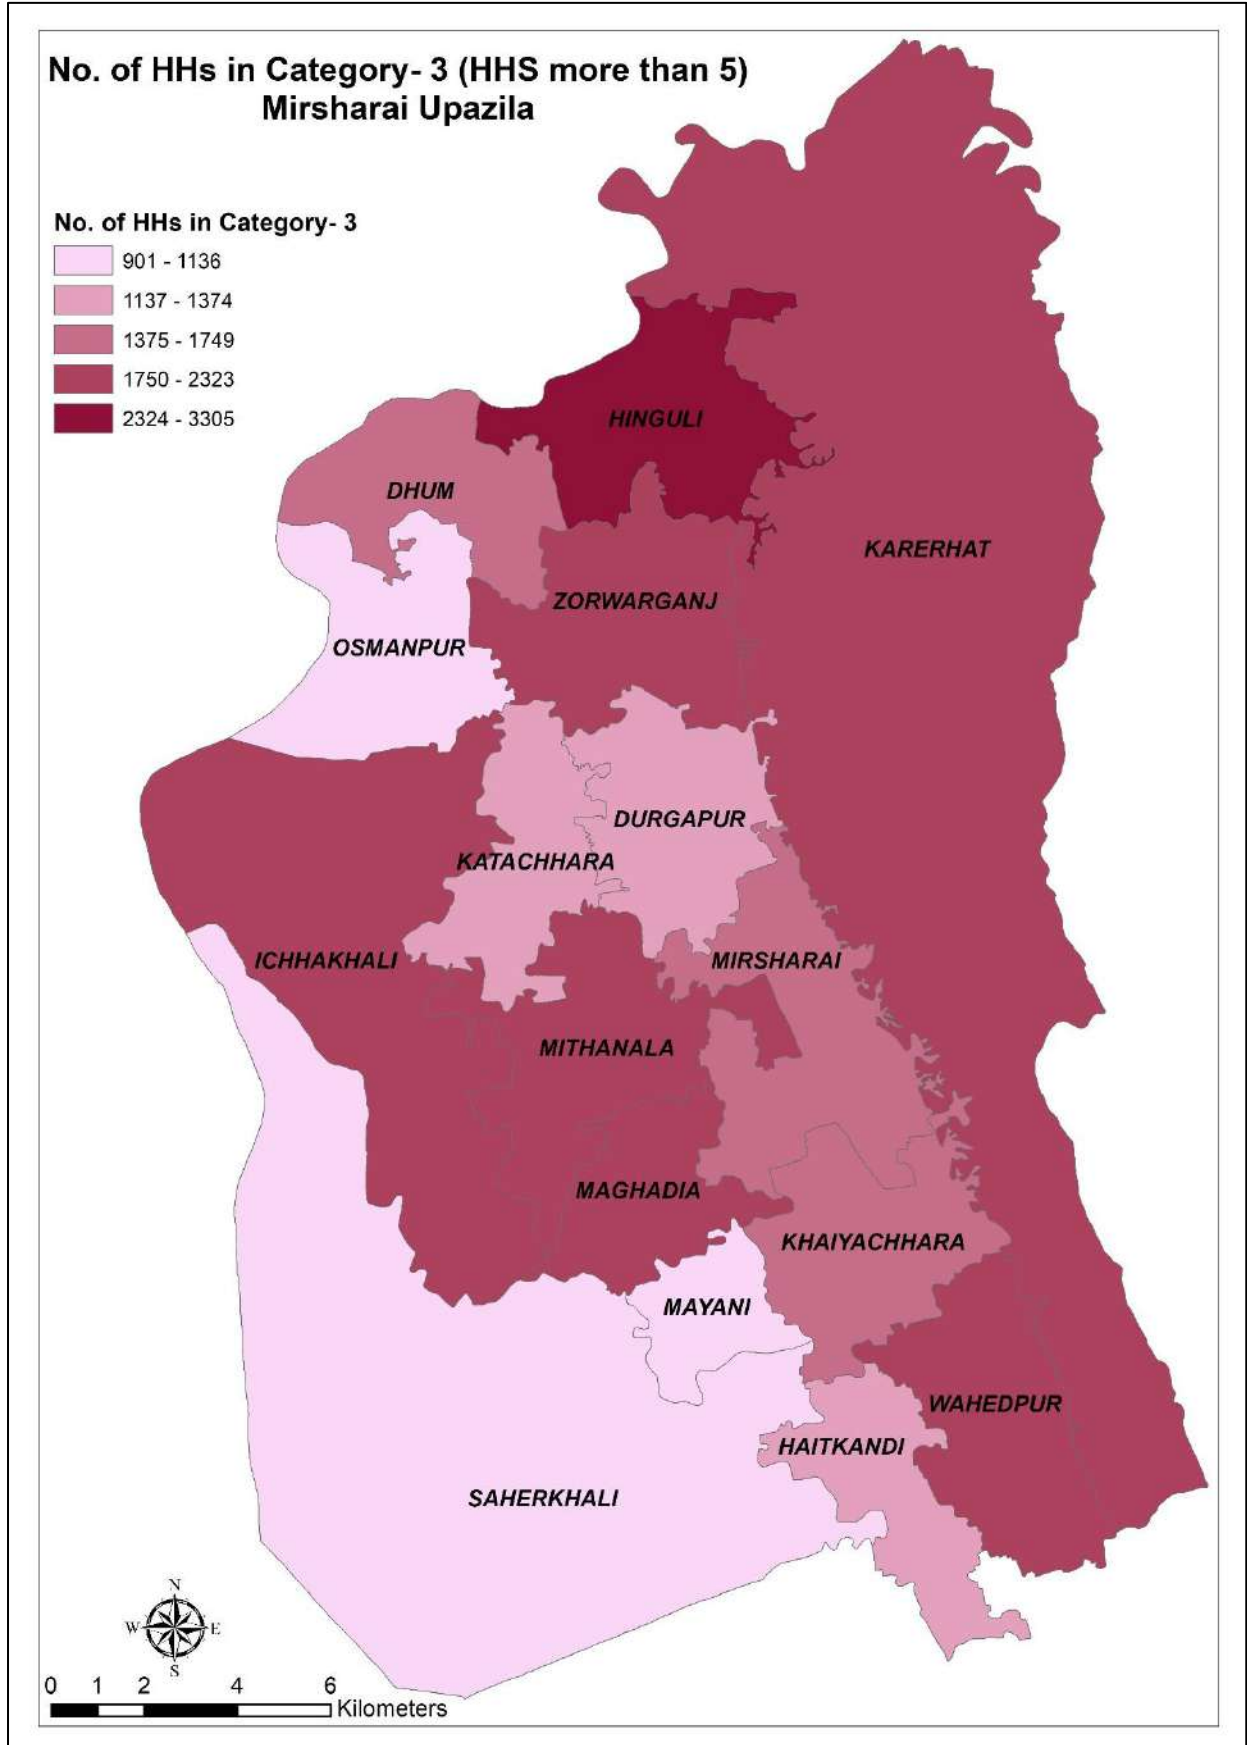 No. of HHs in Category- 3 (HHS more than 5)
Mirsharai Upazila
No. of HHs in Category- 3
901 - 1136
1137 - 1374
1375 - 1749
1750 - 2323
2324 - 3305
HINGULI
DHUM
KARERHAT
ZORWARGANJ
OSMANPUR
DURGAPUR
KATACHHARA
ICHHAKHALI
MIRSHARAI
MITHANALA
MAGHADIA
KHAIYACHHARA
MAYANI
WAHEDPUR
HAITKANDI
SAHERKHALI
N
W E
S
0 1 2 4 6
Kilometers